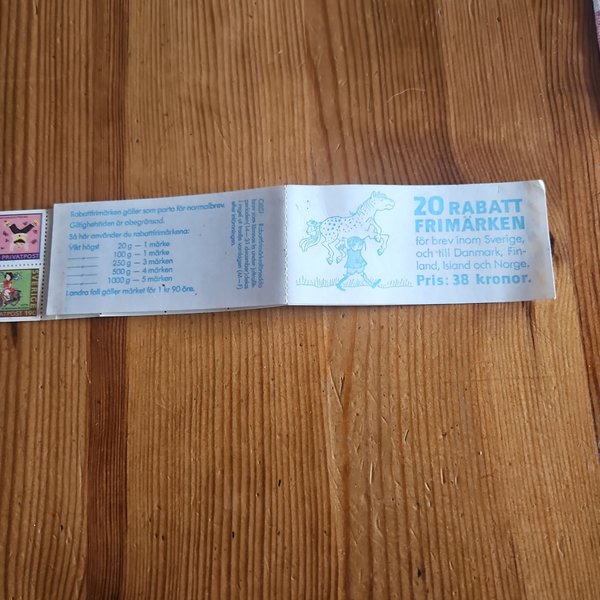 PRIVATPOST
PRIVATPOST 190
Rabattfrimärken gäller som porto för normalbrev.
Giltighetstiden är obegränsad.
Så här använder du rabattfrimärkena:
Vikt högst 20 g — 1 märke
100 g — 1 märke
250 g — 3 märken
500 g — 4 märken
1000 g — 5 märken
I andra fall gäller märket för 1 kr 90 öre.
OBS!
20 RABATT
FRIMÄRKEN
för brev inom Sverige,
och till Danmark, Fin-
land, Island och Norge.
Pris: 38 kronor.